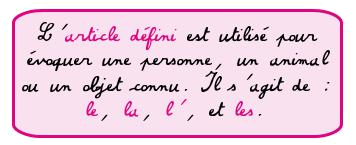 L'article défini est utilisé pour
évoquer une personne, un animal
ou un objet connu. Il s'agit de :
le, la, l', et les.